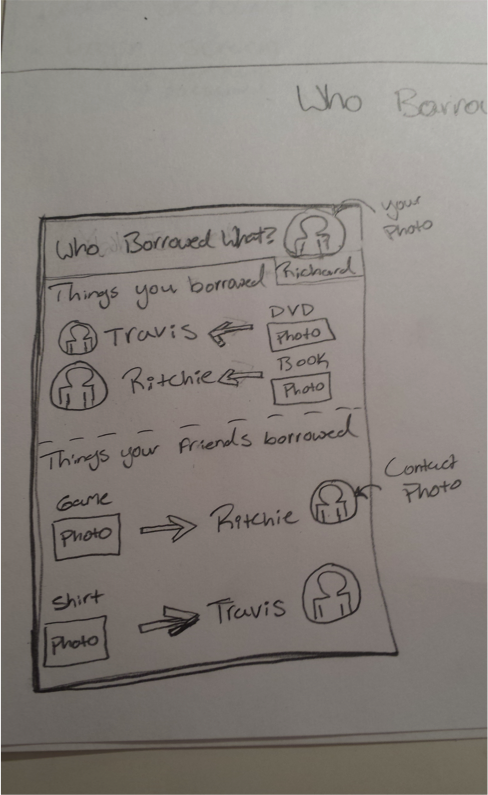 Who Borro
your
Photo
Who Borrowed What?
Richard
Things you borrowed
Travis
DVD
Photo
Ritchie
Book
Photo
Things your friends borrowed
Contact
Photo
Game
Photo
Ritchie
Shirt
Photo
Travis